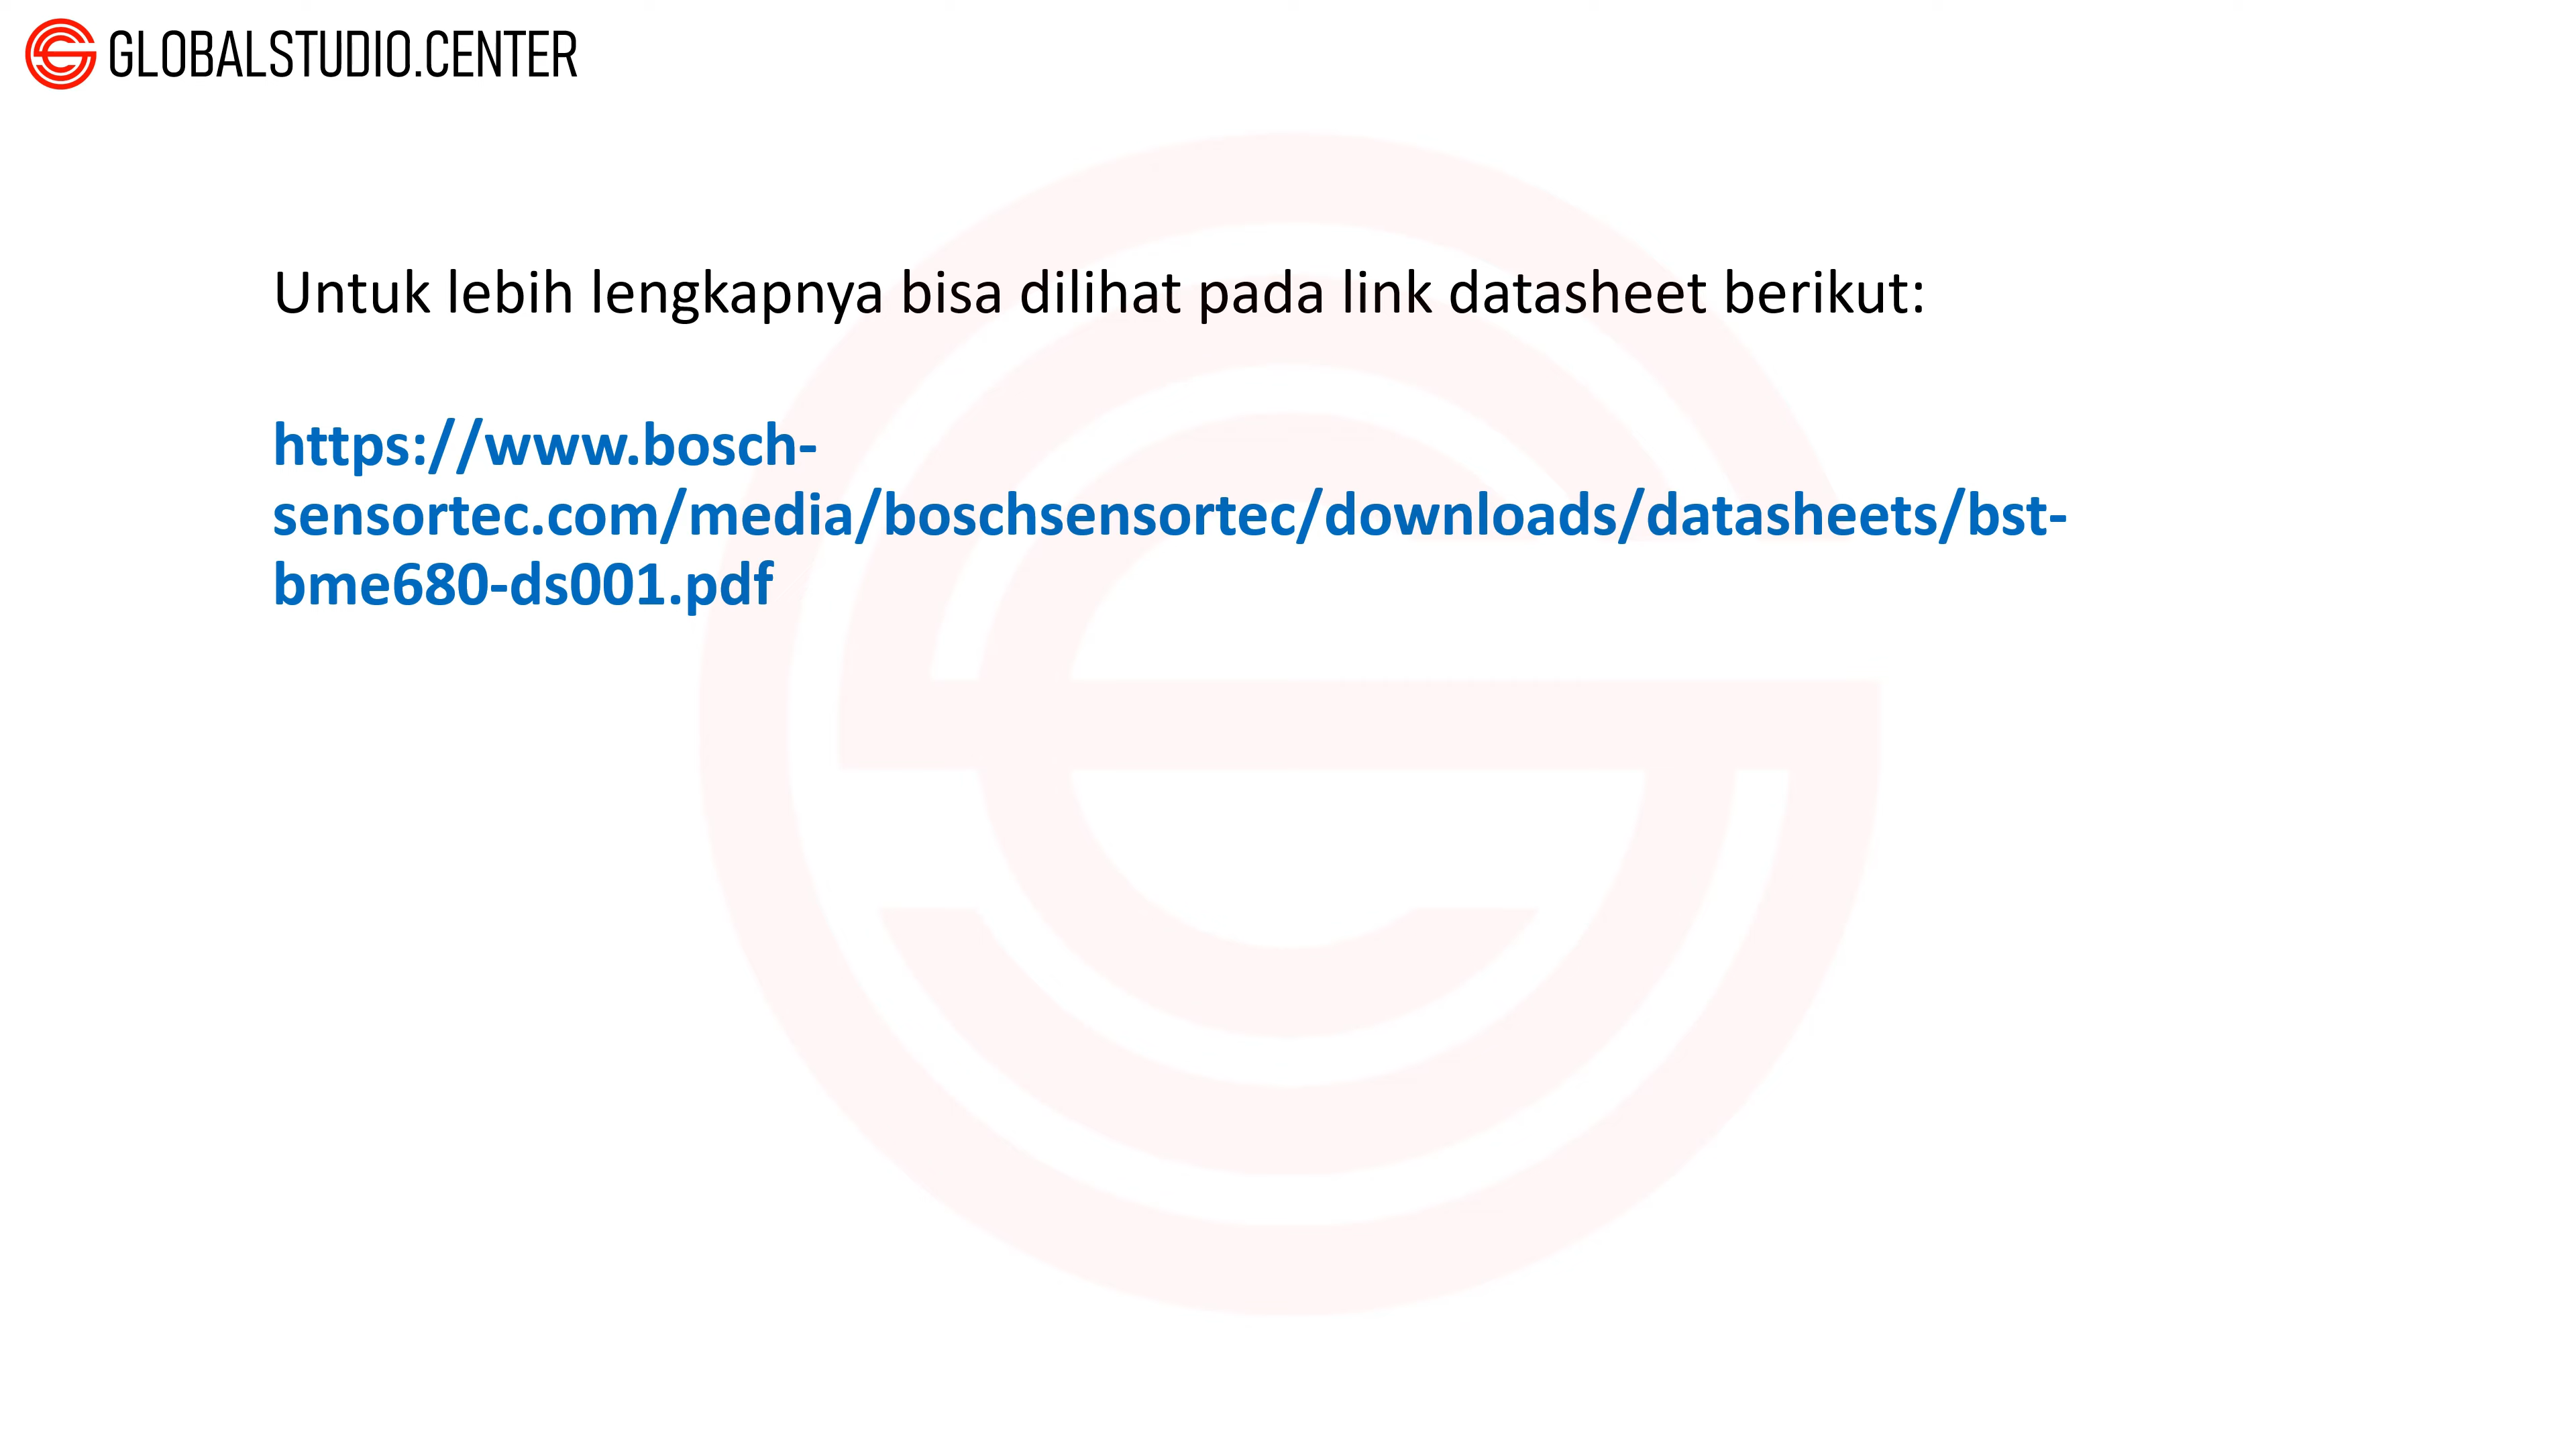 GLOBALSTUDIO.CENTER
Untuk lebih lengkapnya bisa dilihat pada link datasheet berikut:
https://www.bosch-
sensortec.com/media/boschsensortec/downloads/datasheets/bst-
bme680-ds001.pdf